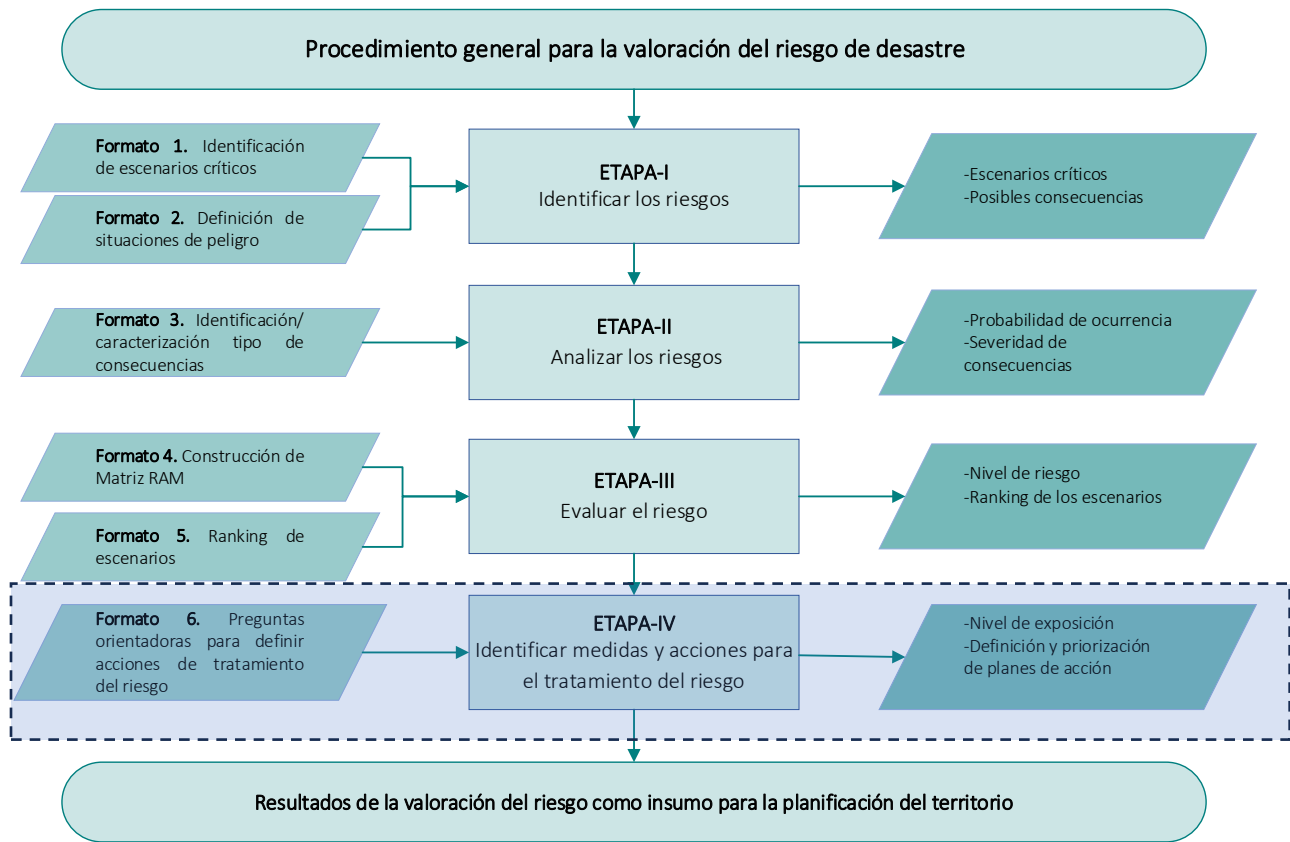 Procedimiento general para la valoración del riesgo de desastre
Formato 1. Identificación
de escenarios críticos
Formato 2. Definición de
situaciones de peligro
ETAPA-I
Identificar los riesgos
-Escenarios críticos
-Posibles consecuencias
Formato 3. Identificación/
caracterización tipo de
consecuencias
ETAPA-II
Analizar los riesgos
-Probabilidad de ocurrencia
-Severidad de
consecuencias
Formato 4. Construcción de
Matriz RAM
Formato 5. Ranking de
escenarios
ETAPA-III
Evaluar el riesgo
-Nivel de riesgo
-Ranking de los escenarios
Formato 6. Preguntas
orientadoras para definir
acciones de tratamiento
del riesgo
ETAPA-IV
Identificar medidas y acciones para
el tratamiento del riesgo
-Nivel de exposición
-Definición y priorización
de planes de acción
Resultados de la valoración del riesgo como insumo para la planificación del territorio